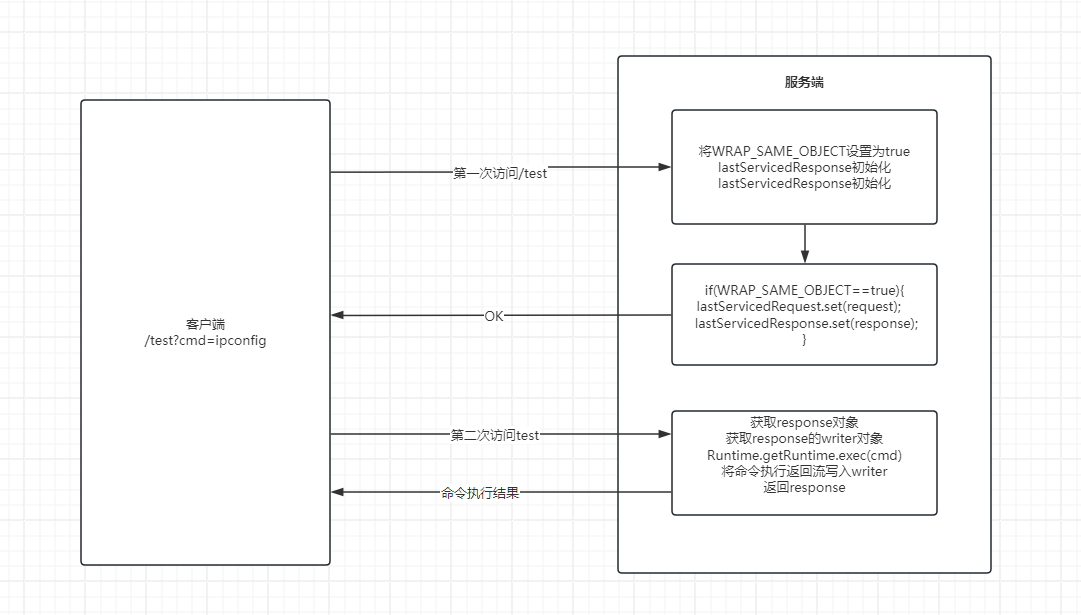 服务端
将WRAP_SAME_OBJECT设置为true
lastServicedResponse初始化
lastServicedResponse初始化
第一次访问/test
if(WRAP_SAME_OBJECT==true){
lastServicedRequest.set(request);
lastServicedResponse.set(response);
}
OK
客户端
/test?cmd=ipconfig
获取response对象
获取response的writer对象
Runtime.getRuntime.exec(cmd)
将命令执行返回流写入writer
返回response
第二次访问test
命令执行结果